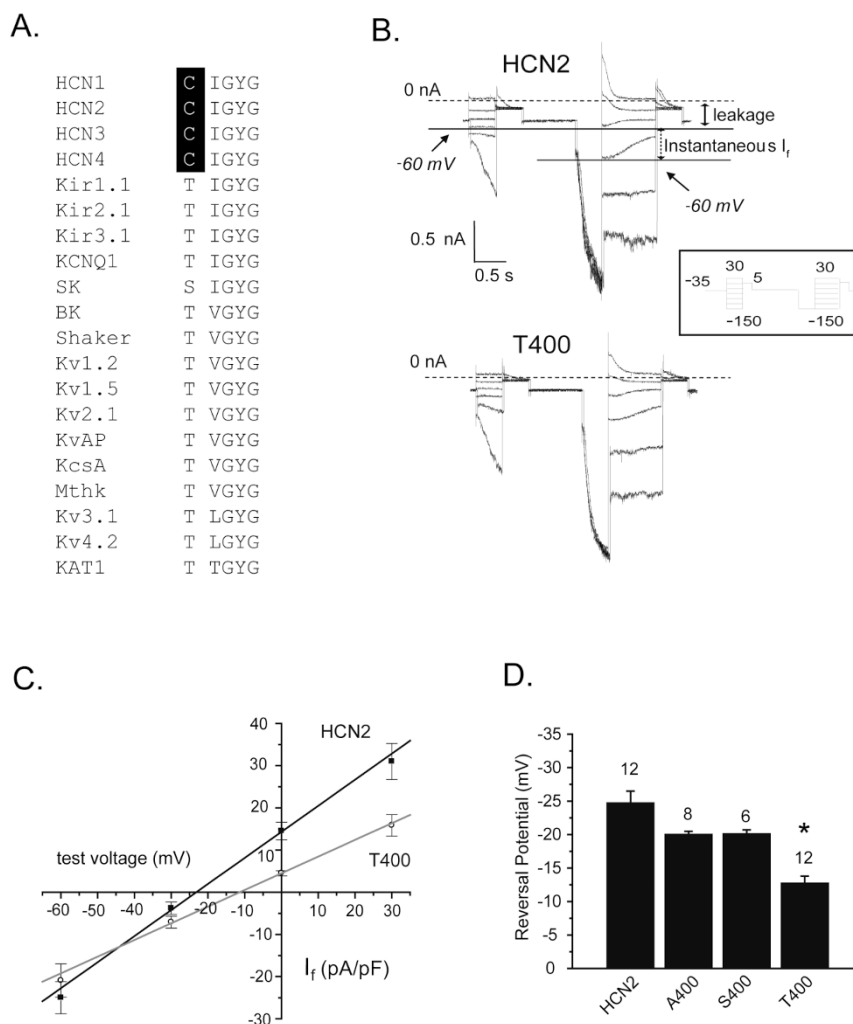 A.
HCN1 C IGYG
HCN2 C IGYG
HCN3 C IGYG
HCN4 C IGYG
Kir1.1 T IGYG
Kir2.1 T IGYG
Kir3.1 T IGYG
KCNQ1 T IGYG
SK S IGYG
BK T VGYG
Shaker T VGYG
Kv1.2 T VGYG
Kv1.5 T VGYG
Kv2.1 T VGYG
KvAP T VGYG
KcsA T VGYG
Mthk T VGYG
Kv3.1 T LGYG
Kv4.2 T LGYG
KAT1 T TGYG
B.
HCN2
0 nA
leakage
Instantaneous If
-60 mV
-60 mV
0.5 nA
0.5 s
30 30
-35 5
-150 -150
T400
0 nA
C.
HCN2
T400
test voltage (mV)
If (pA/pF)
40
30
20
10
-10
-20
-30
-60 -50 -40 -30 -20 -10 0 10 20 30
D.
Reversal Potential (mV)
-35
-30
-25
-20
-15
-10
-5
0
12
8
6
*
12
HCN2
A400
S400
T400